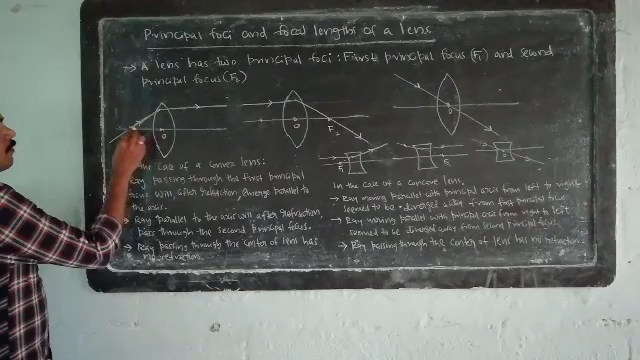 Principal foci and focal lengths of a lens
→ A lens has two principal foci: First principal focus (F₁) and second
principal focus (F₂)
O
O
F₂
O
F₁
F₂
O
the case of a convex lens:
Ray passing through the first principal
focus will, after refraction, emerge parallel to
the axis.
→ Ray parallel to the axis will after refraction,
pass through the second principal focus.
→ Ray passing through the center of lens has
no refraction.
In the case of a concave lens.
→ Ray moving parallel with principal axis from left to right
seemed to be diverged away from first principal focus.
→ Ray moving parallel with principal axis from right to left
seemed to be diverged away from second principal focus.
→ Ray passing through the center of lens has no refraction.